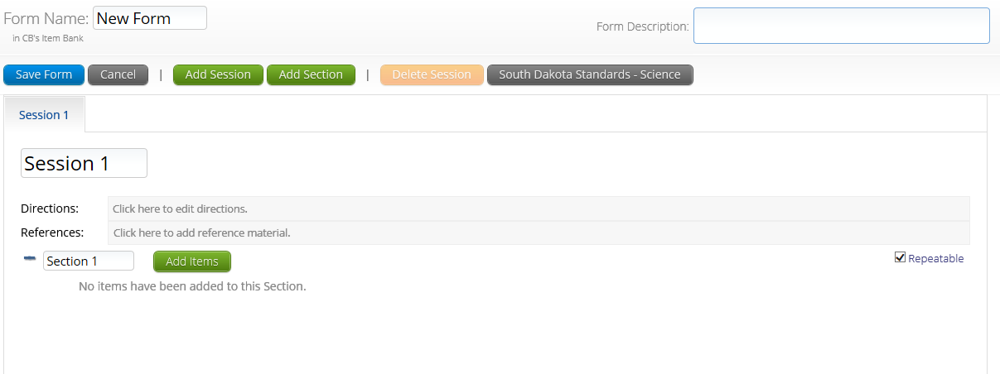 Form Name: New Form
in CB's Item Bank
Form Description:
Save Form Cancel | Add Session Add Section | Delete Session South Dakota Standards - Science
Session 1
Session 1
Directions: Click here to edit directions.
References: Click here to add reference material.
Section 1 Add Items Repeatable
No items have been added to this Section.